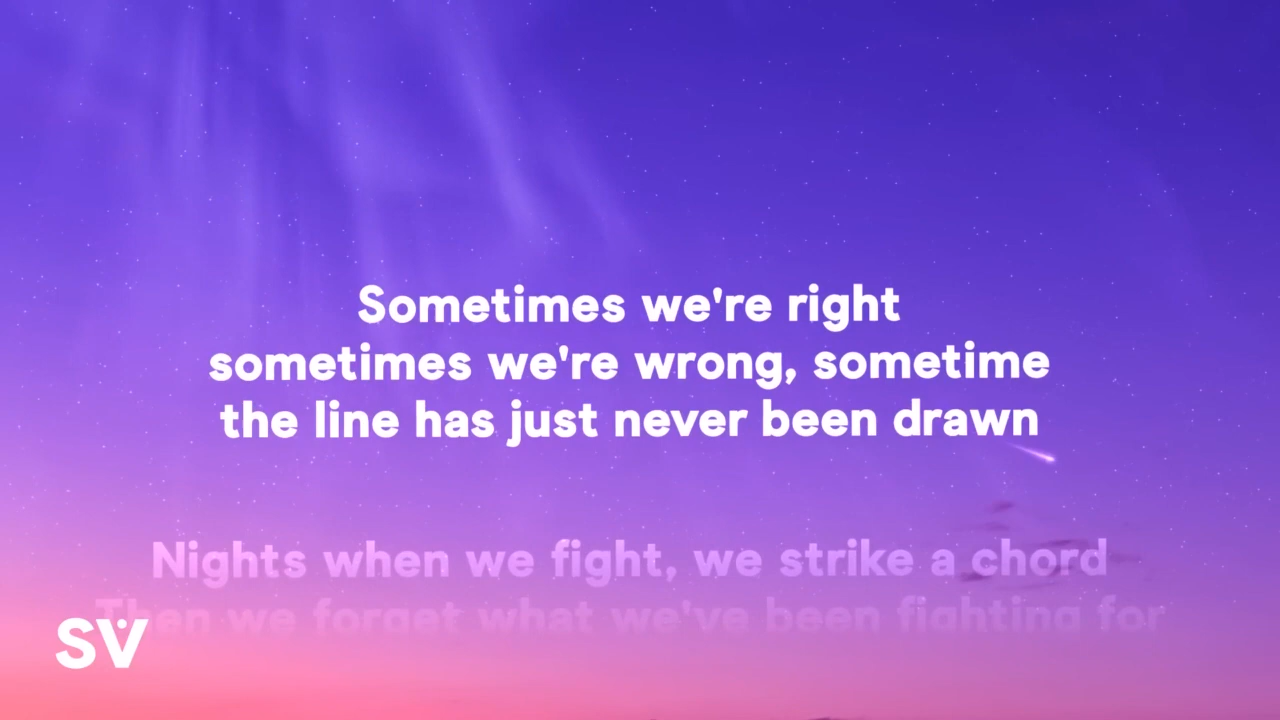 Sometimes we're right
sometimes we're wrong, sometime
the line has just never been drawn
Nights when we fight, we strike a chord
Then we forget what we've been fighting for
SV